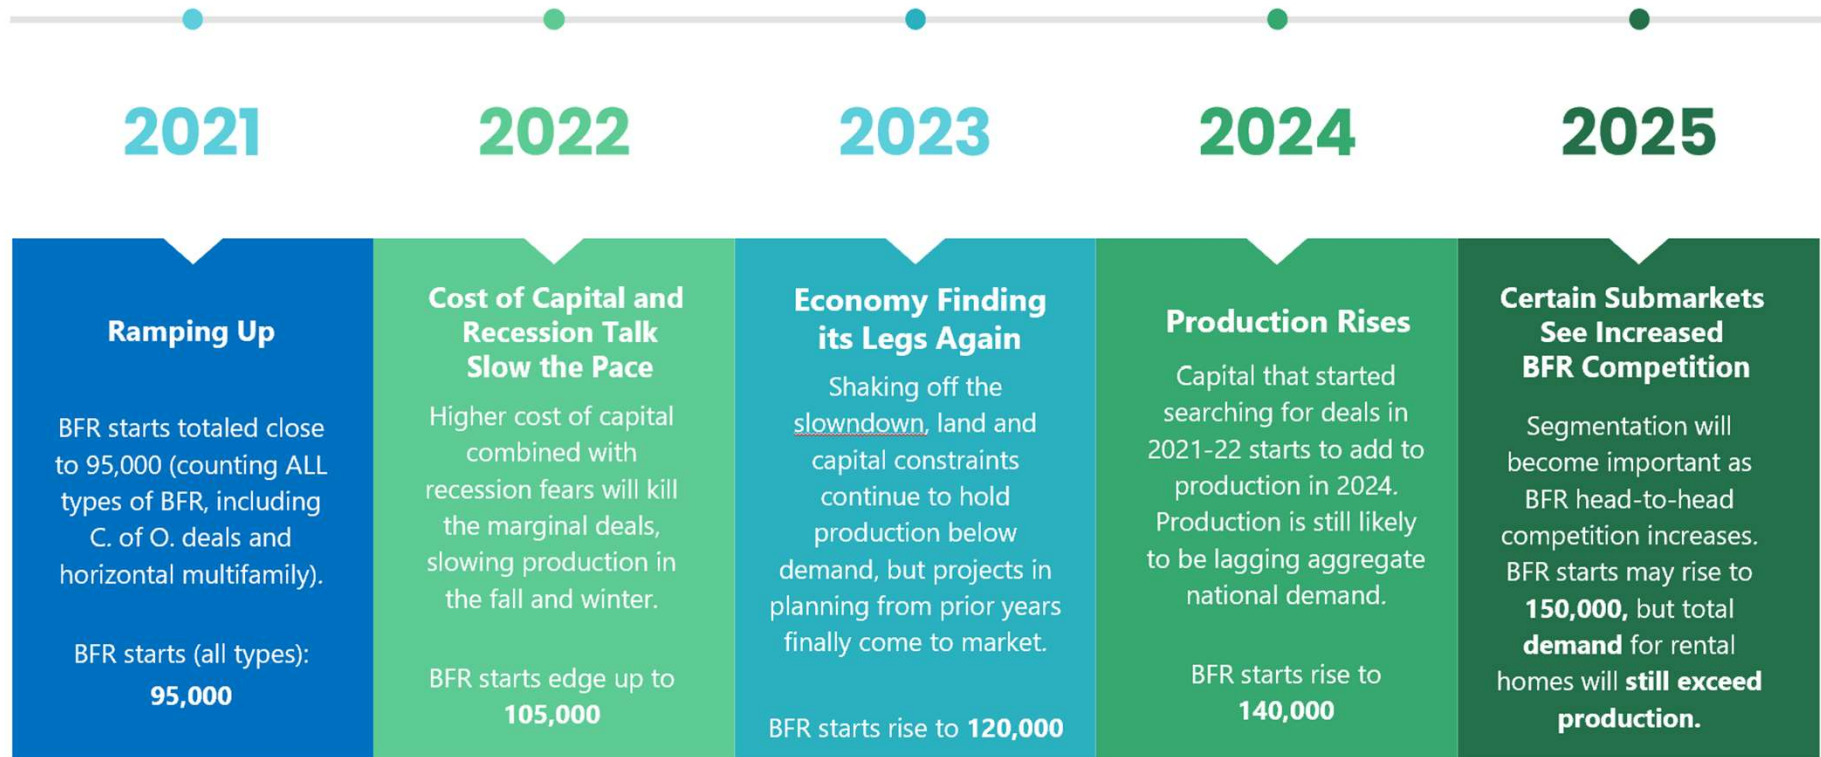 2021
2022
2023
2024
2025
Ramping Up
BFR starts totaled close
to 95,000 (counting ALL
types of BFR, including
C. of O. deals and
horizontal multifamily).
BFR starts (all types):
95,000
Cost of Capital and
Recession Talk
Slow the Pace
Higher cost of capital
combined with
recession fears will kill
the marginal deals,
slowing production in
the fall and winter.
BFR starts edge up to
105,000
Economy Finding
its Legs Again
Shaking off the
slowndown, land and
capital constraints
continue to hold
production below
demand, but projects in
planning from prior years
finally come to market.
BFR starts rise to 120,000
Production Rises
Capital that started
searching for deals in
2021-22 starts to add to
production in 2024.
Production is still likely
to be lagging aggregate
national demand.
BFR starts rise to
140,000
Certain Submarkets
See Increased
BFR Competition
Segmentation will
become important as
BFR head-to-head
competition increases.
BFR starts may rise to
150,000, but total
demand for rental
homes will still exceed
production.